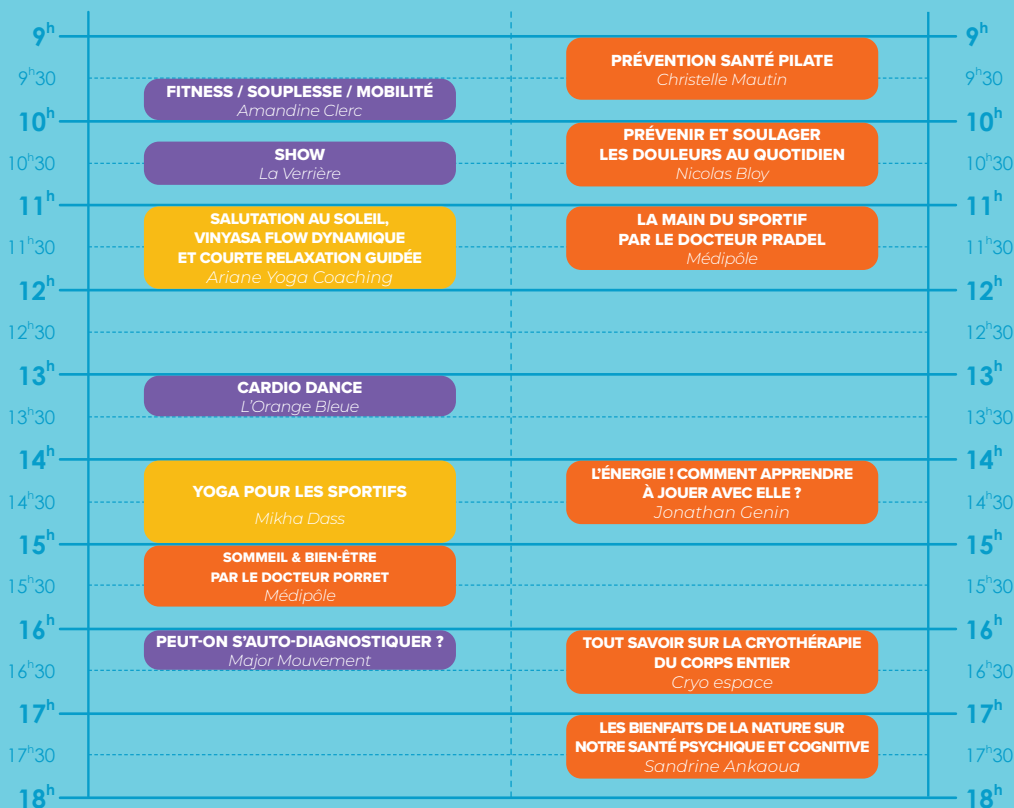 9h
9h
PRÉVENTION SANTÉ PILATE
Christelle Mautin
9h30
9h30
FITNESS / SOUPLESSE / MOBILITÉ
Amandine Clerc
10h
10h
PRÉVENIR ET SOULAGER
LES DOULEURS AU QUOTIDIEN
Nicolas Bloy
10h30
10h30
SHOW
La Verrière
11h
11h
SALUTATION AU SOLEIL,
VINYASA FLOW DYNAMIQUE
ET COURTE RELAXATION GUIDÉE
Ariane Yoga Coaching
LA MAIN DU SPORTIF
PAR LE DOCTEUR PRADEL
Médipôle
11h30
11h30
12h
12h
12h30
12h30
13h
13h
CARDIO DANCE
L'Orange Bleue
13h30
13h30
14h
14h
YOGA POUR LES SPORTIFS
Mikha Dass
L'ÉNERGIE ! COMMENT APPRENDRE
À JOUER AVEC ELLE ?
Jonathan Genin
14h30
14h30
15h
15h
SOMMEIL & BIEN-ÊTRE
PAR LE DOCTEUR PORRET
Médipôle
15h30
15h30
16h
16h
PEUT-ON S'AUTO-DIAGNOSTIQUER ?
Major Mouvement
TOUT SAVOIR SUR LA CRYOTHÉRAPIE
DU CORPS ENTIER
Cryo espace
16h30
16h30
17h
17h
LES BIENFAITS DE LA NATURE SUR
NOTRE SANTÉ PSYCHIQUE ET COGNITIVE
Sandrine Ankaoua
17h30
17h30
18h
18h